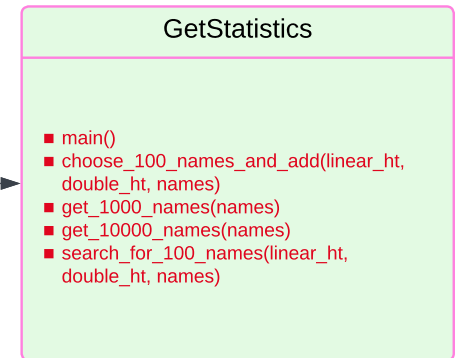 GetStatistics
main()
choose_100_names_and_add(linear_ht,
double_ht, names)
get_1000_names(names)
get_10000_names(names)
search_for_100_names(linear_ht,
double_ht, names)